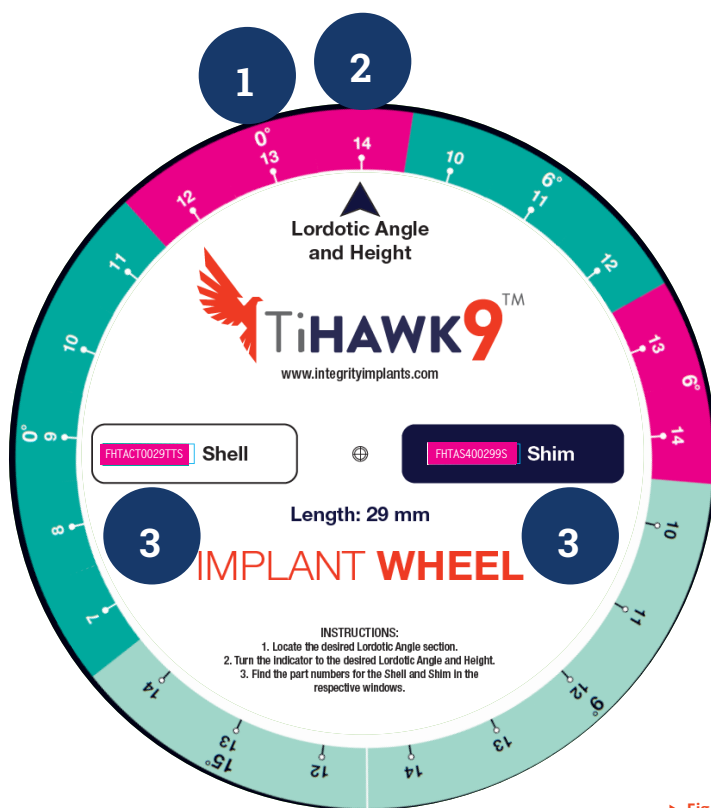 1
2
0°
12
13
14
6°
10
11
12
6°
13
14
9°
10
11
12
13
14
15°
12
13
14
0°
7
8
9
10
11
Lordotic Angle
and Height
TiHAWK9™
www.integrityimplants.com
FHTACT0029TTS Shell
FHTAS400299S Shim
3
3
Length: 29 mm
IMPLANT WHEEL
INSTRUCTIONS:
1. Locate the desired Lordotic Angle section.
2. Turn the indicator to the desired Lordotic Angle and Height.
3. Find the part numbers for the Shell and Shim in the
respective windows.